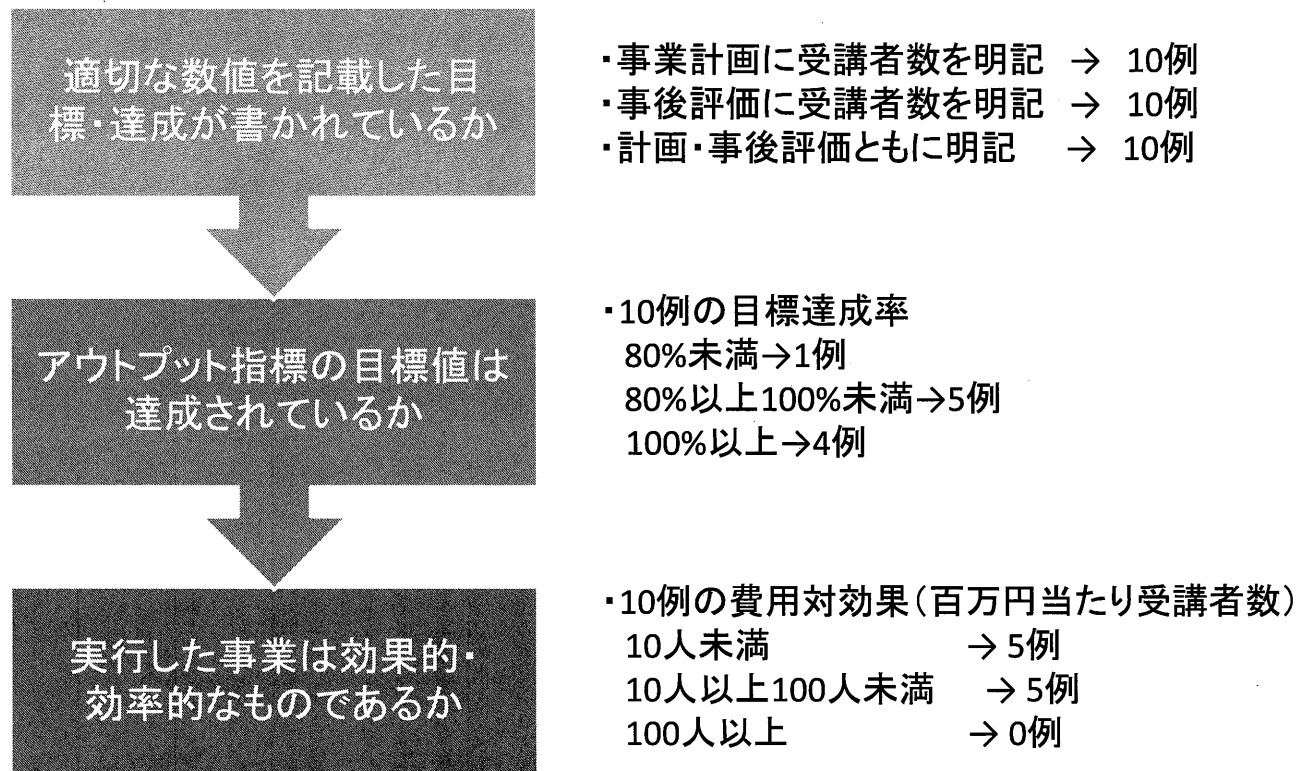 適切な数値を記載した目
標・達成が書かれているか
・事業計画に受講者数を明記 → 10例
・事後評価に受講者数を明記 → 10例
・計画・事後評価ともに明記 → 10例
アウトプット指標の目標値は
達成されているか
・10例の目標達成率
80%未満→1例
80%以上100%未満→5例
100%以上→4例
実行した事業は効果的・
効率的なものであるか
・10例の費用対効果(百万円当たり受講者数)
10人未満 → 5例
10人以上100人未満 → 5例
100人以上 → 0例